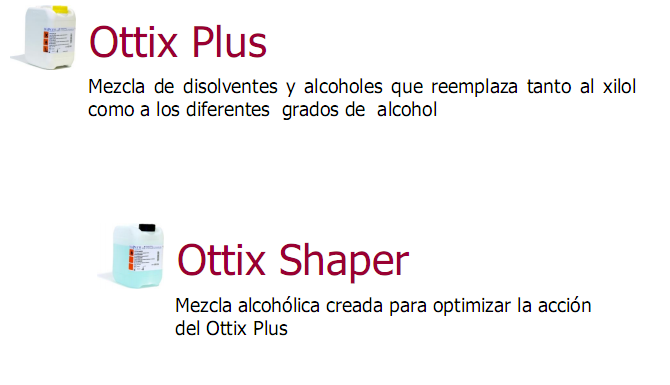 Ottix Plus
Mezcla de disolventes y alcoholes que reemplaza tanto al xilol
como a los diferentes grados de alcohol
Ottix Shaper
Mezcla alcohólica creada para optimizar la acción
del Ottix Plus